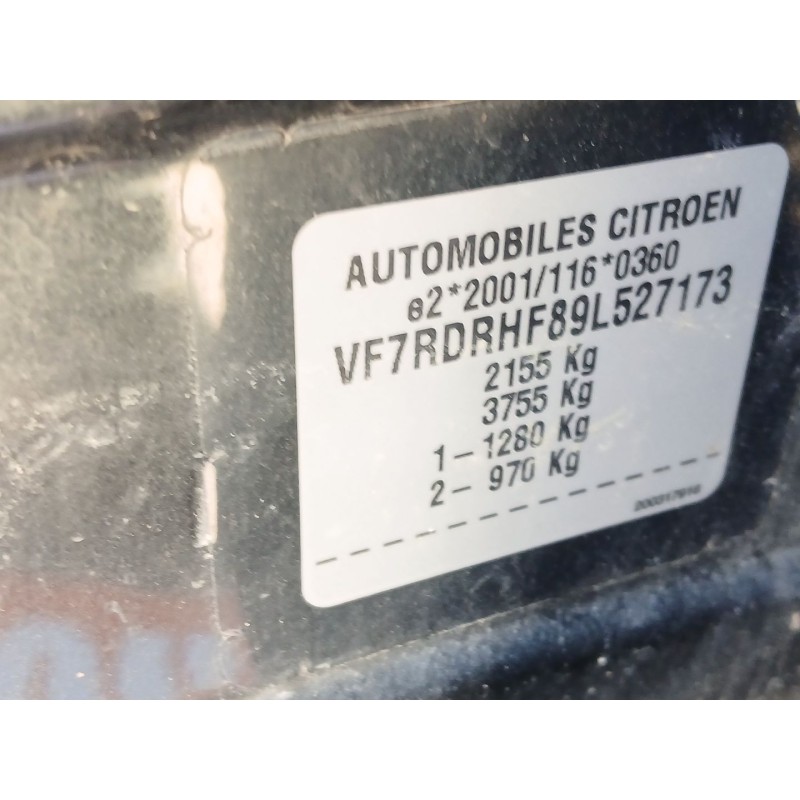 AUTOMOBILES CITROEN
e2*2001/116*0360
VF7RDRHF89L527173
2155 Kg
3755 Kg
1- 1280 Kg
2- 970 Kg